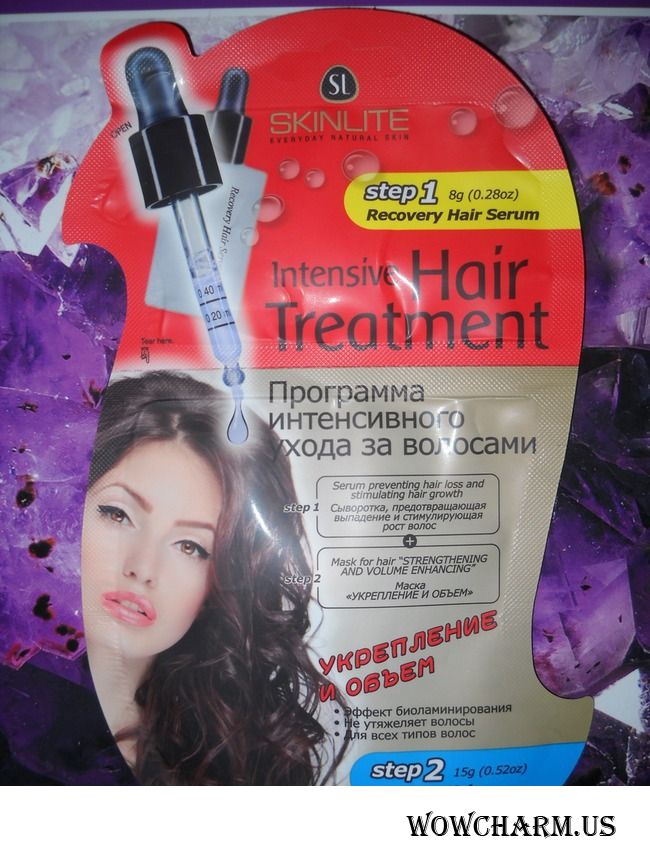 OPEN
SL
SKINLITE
EVERYDAY NATURAL SKIN
step 1 8g (0.28oz)
Recovery Hair Serum
Recovery Hair
0.40 m
0.20 m
Tear here.
Intensive Hair
Treatment
Программа
интенсивного
ухода за волосами
step 1
Serum preventing hair loss and
stimulating hair growth
Сыворотка, предотвращающая
выпадение и стимулирующая
рост волос
+
step 2
Mask for hair "STRENGTHENING
AND VOLUME ENHANCING"
Маска
«УКРЕПЛЕНИЕ И ОБЪЕМ»
УКРЕПЛЕНИЕ
И ОБЪЕМ
• Эффект биоламинирования
• Не утяжеляет волосы
• Для всех типов волос
step 2 15g (0.52oz)
WOWCHARM.US